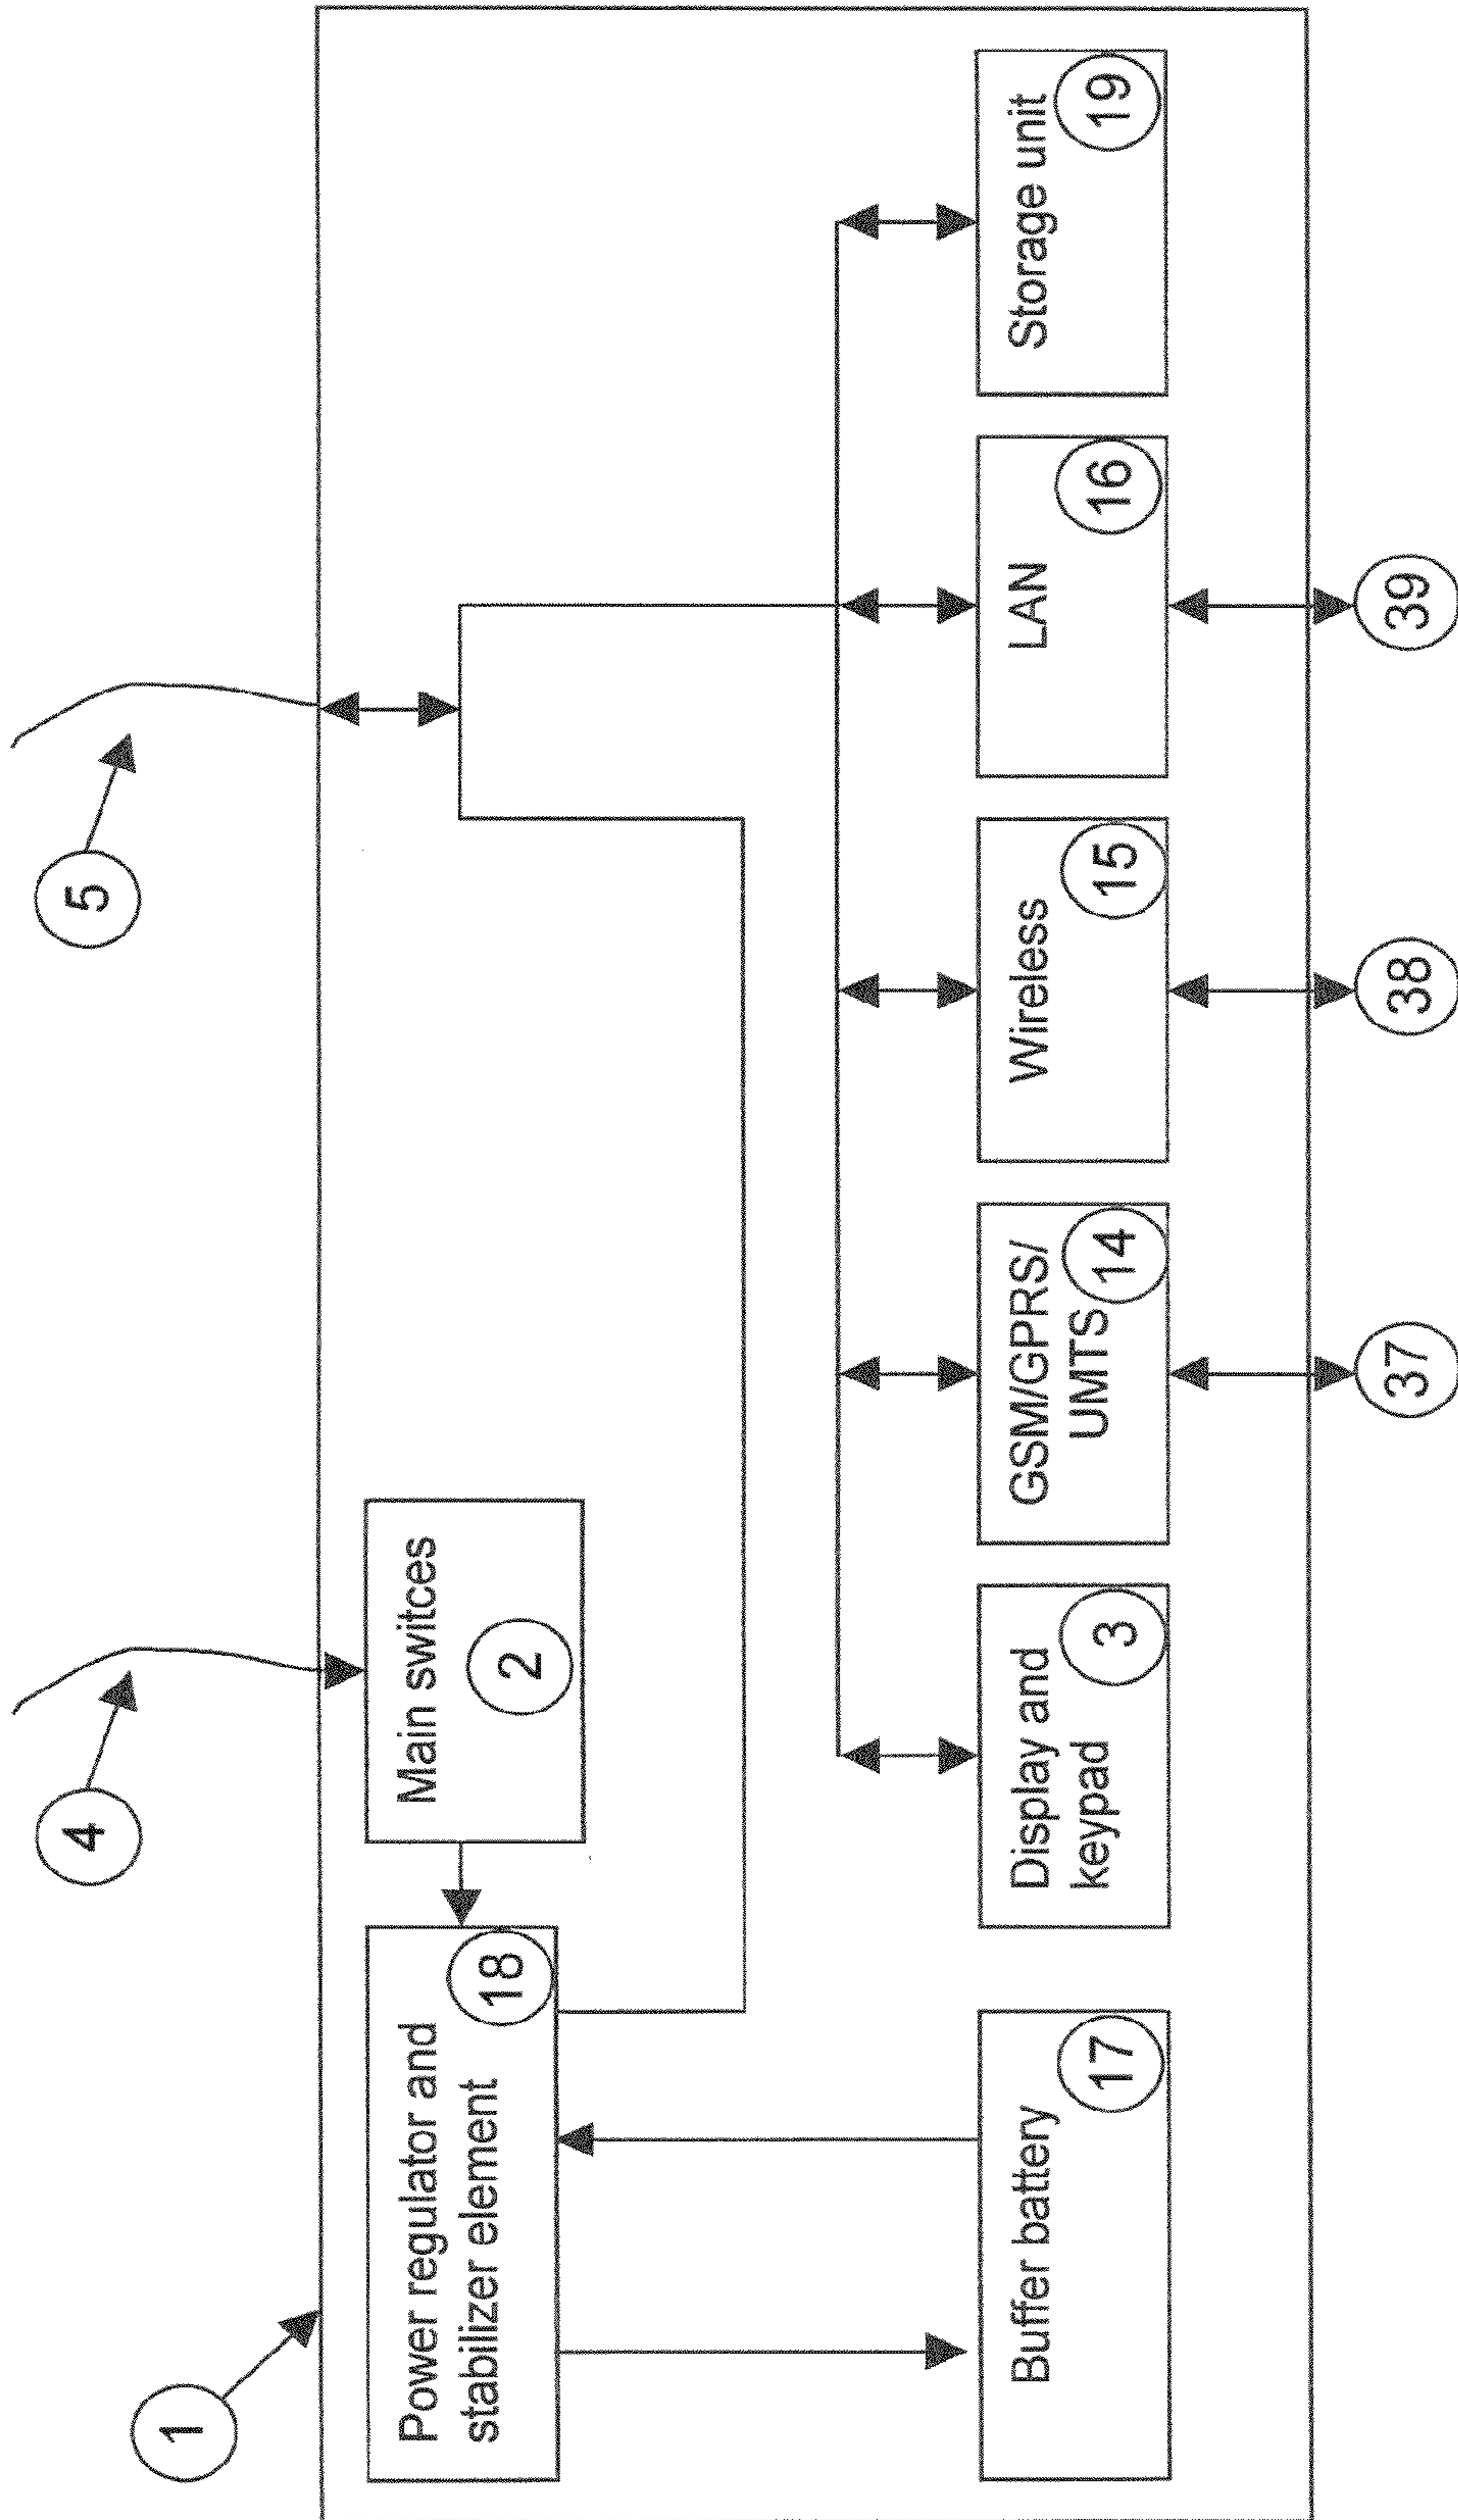 1
4
5
Power regulator and
stabilizer element
18
Main switces
2
Buffer battery
17
Display and
keypad
3
GSM/GPRS/
UMTS
14
Wireless
15
LAN
16
Storage unit
19
37
38
39